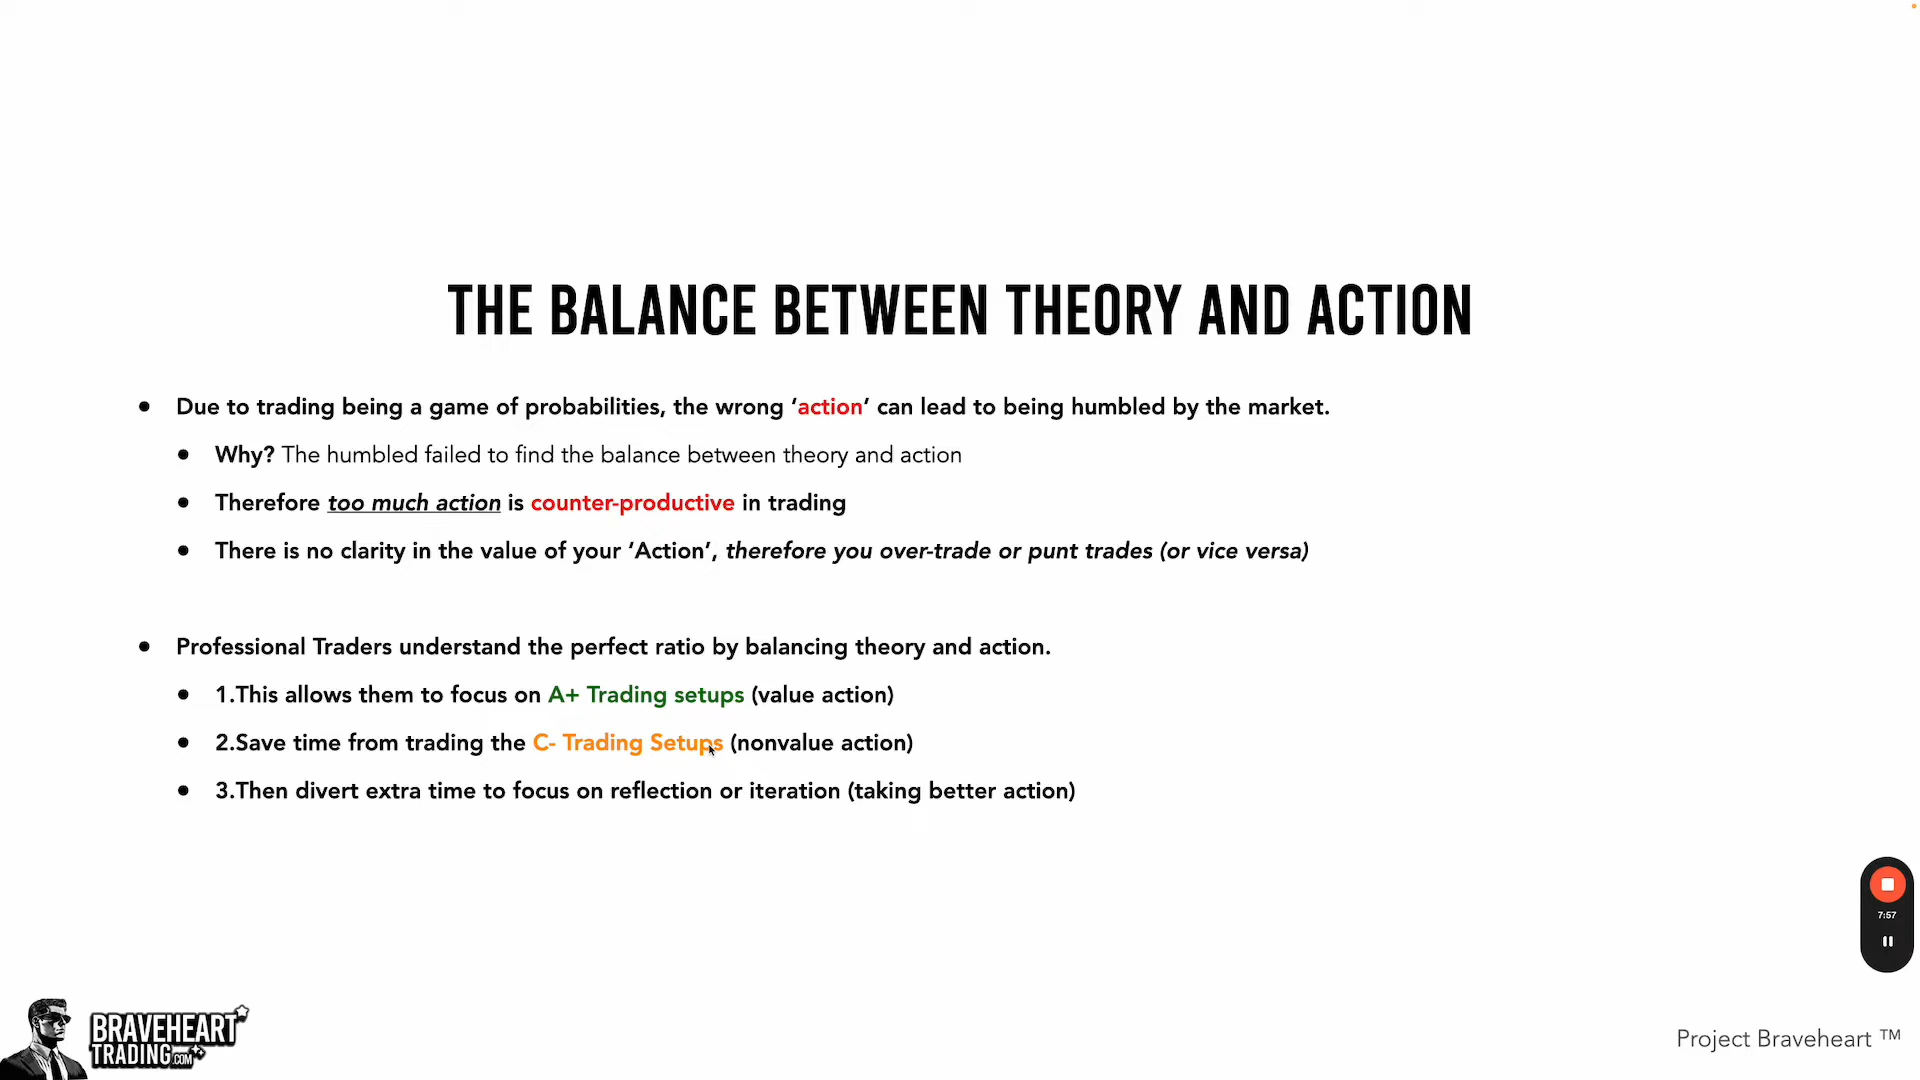 THE BALANCE BETWEEN THEORY AND ACTION
• Due to trading being a game of probabilities, the wrong ‘action’ can lead to being humbled by the market.
• Why? The humbled failed to find the balance between theory and action
• Therefore too much action is counter-productive in trading
• There is no clarity in the value of your ‘Action’, therefore you over-trade or punt trades (or vice versa)
• Professional Traders understand the perfect ratio by balancing theory and action.
• 1.This allows them to focus on A+ Trading setups (value action)
• 2.Save time from trading the C- Trading Setups (nonvalue action)
• 3.Then divert extra time to focus on reflection or iteration (taking better action)
7:57
BRAVEHEART
TRADING.COM
Project Braveheart ™